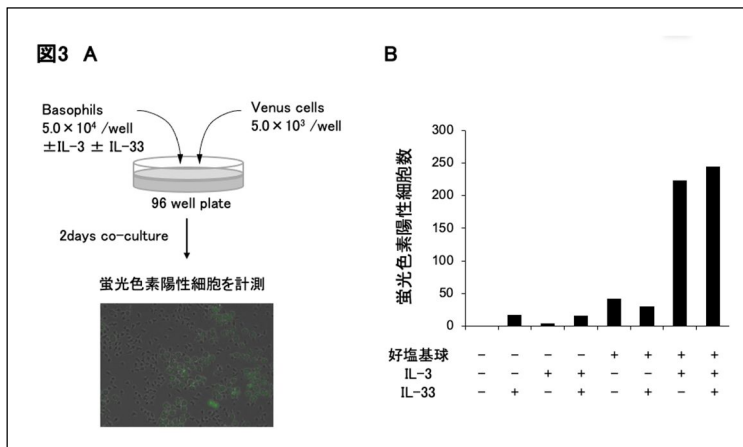 図3 A
Basophils
5.0×10⁴ /well
±IL-3 ± IL-33
Venus cells
5.0×10³ /well
96 well plate
2days co-culture
蛍光色素陽性細胞を計測
B
蛍光色素陽性細胞数
300
250
200
150
100
50
0
好塩基球 − − − − + + + +
IL-3 − − + + − − + +
IL-33 − + − + − + − +